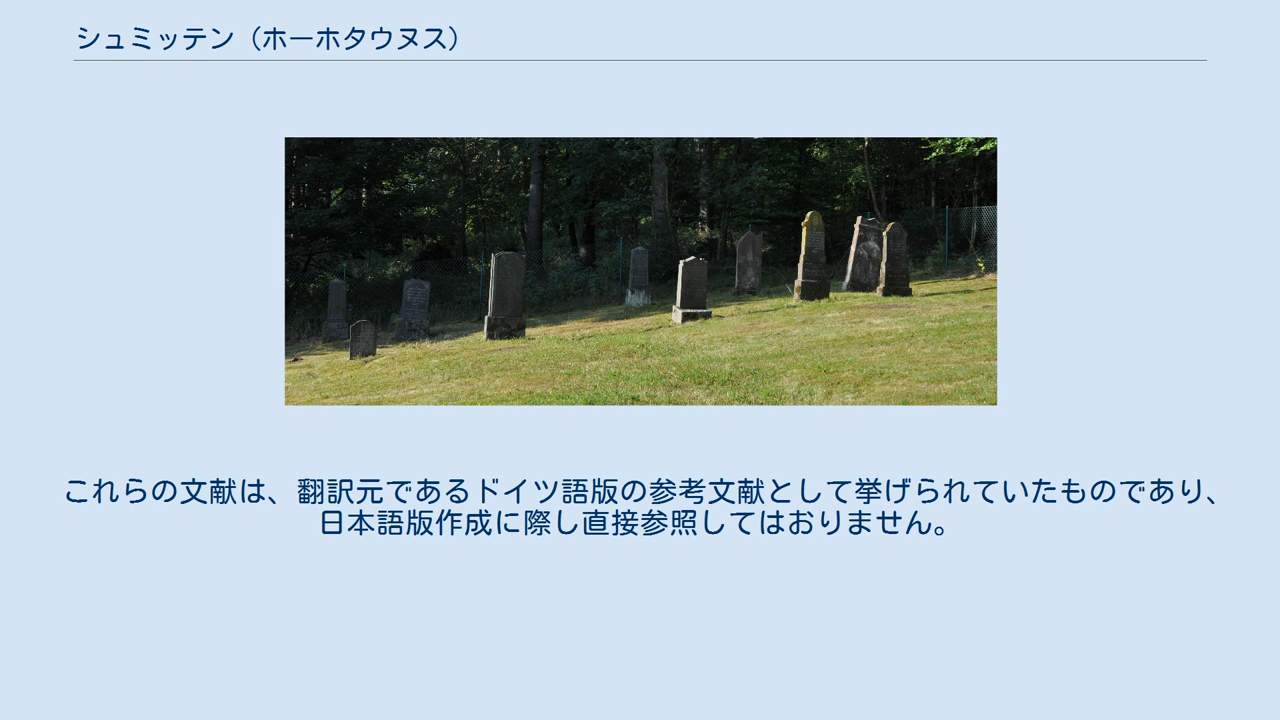 シュミッテン（ホーホタウヌス）
これらの文献は、翻訳元であるドイツ語版の参考文献として挙げられていたものであり、
日本語版作成に際し直接参照してはおりません。